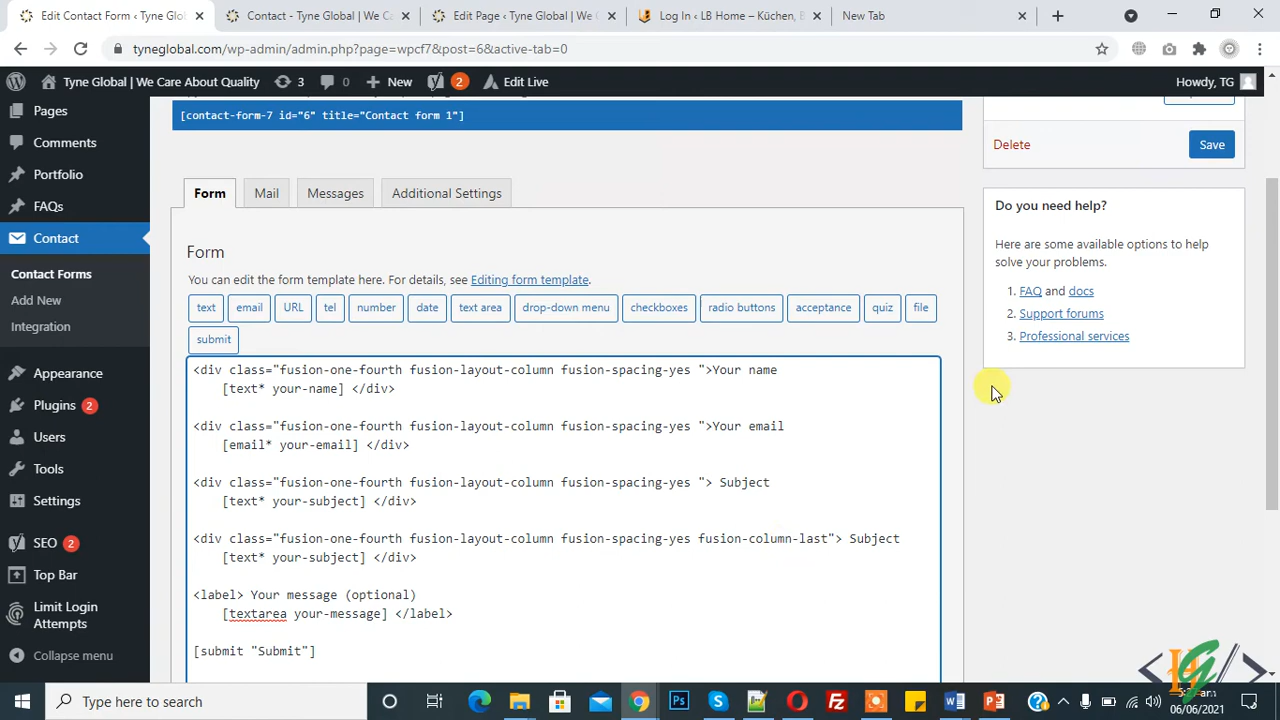 Edit Contact Form ‹ Tyne Glo
Contact - Tyne Global | We Ca
Edit Page ‹ Tyne Global | We
Log In ‹ LB Home – Küchen, B
New Tab
tyneglobal.com/wp-admin/admin.php?page=wpcf7&post=6&active-tab=0
Tyne Global | We Care About Quality 3 0 New 2 Edit Live Howdy, TG
Pages
Comments
Portfolio
FAQs
Contact
Contact Forms
Add New
Integration
Appearance
Plugins 2
Users
Tools
Settings
SEO 2
Top Bar
Limit Login
Attempts
Collapse menu
[contact-form-7 id="6" title="Contact form 1"]
Form Mail Messages Additional Settings
Form
You can edit the form template here. For details, see Editing form template.
text email URL tel number date text area drop-down menu checkboxes radio buttons acceptance quiz file
submit
<div class="fusion-one-fourth fusion-layout-column fusion-spacing-yes ">Your name
[text* your-name] </div>
<div class="fusion-one-fourth fusion-layout-column fusion-spacing-yes ">Your email
[email* your-email] </div>
<div class="fusion-one-fourth fusion-layout-column fusion-spacing-yes "> Subject
[text* your-subject] </div>
<div class="fusion-one-fourth fusion-layout-column fusion-spacing-yes fusion-column-last"> Subject
[text* your-subject] </div>
<label> Your message (optional)
[textarea your-message] </label>
[submit "Submit"]
Delete
Save
Do you need help?
Here are some available options to help
solve your problems.
1. FAQ and docs
2. Support forums
3. Professional services
Type here to search
06/06/2021